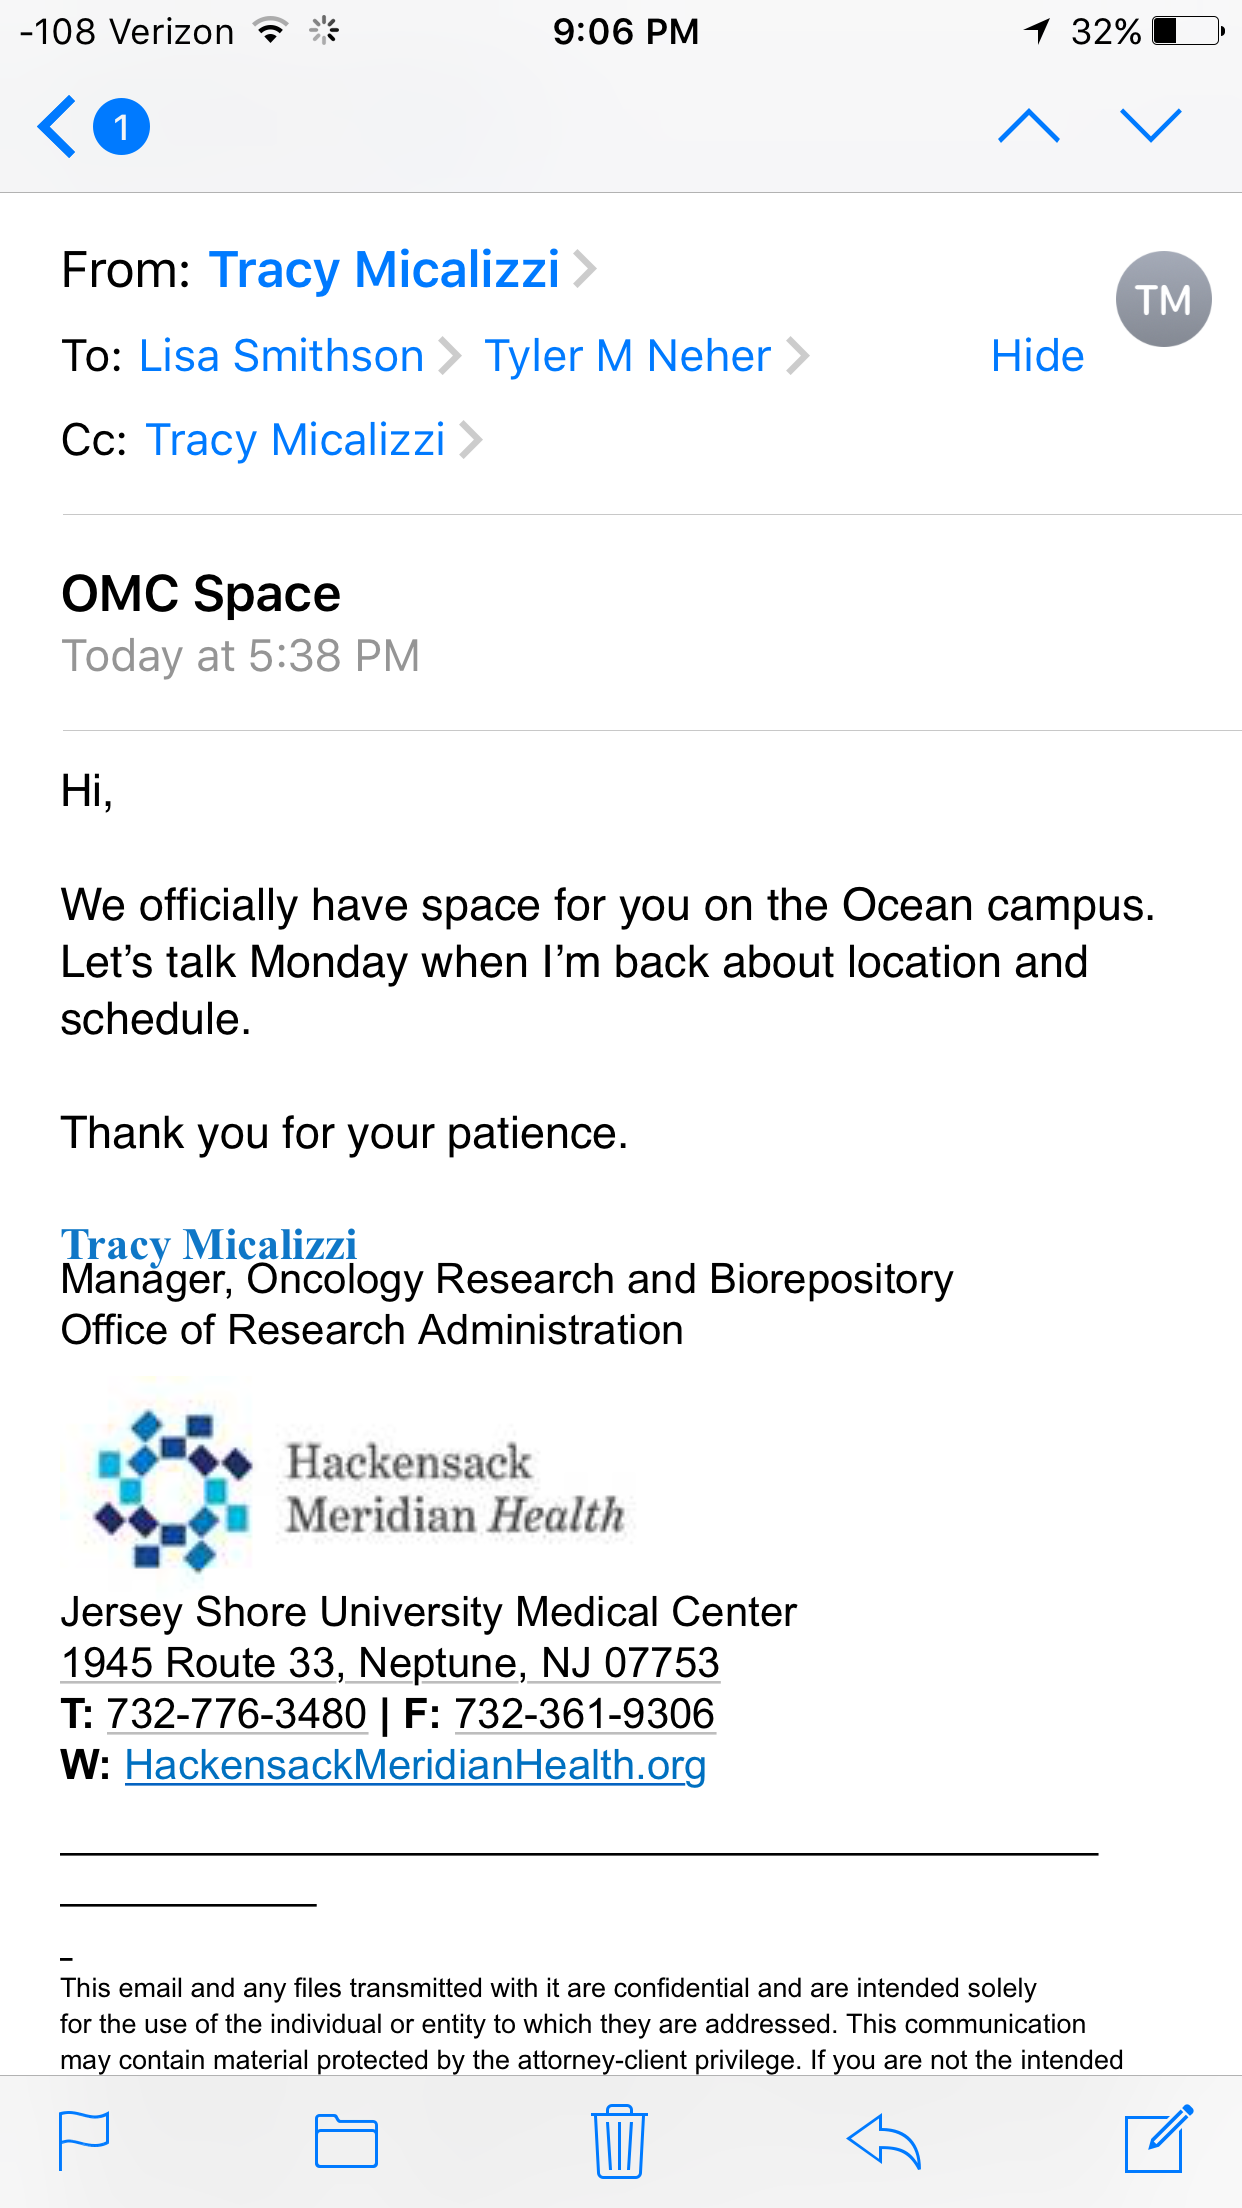 -108 Verizon 9:06 PM 32%
1
From: Tracy Micalizzi
TM
To: Lisa Smithson Tyler M Neher Hide
Cc: Tracy Micalizzi
OMC Space
Today at 5:38 PM
Hi,
We officially have space for you on the Ocean campus.
Let’s talk Monday when I’m back about location and
schedule.
Thank you for your patience.
Tracy Micalizzi
Manager, Oncology Research and Biorepository
Office of Research Administration
Hackensack
Meridian Health
Jersey Shore University Medical Center
1945 Route 33, Neptune, NJ 07753
T: 732-776-3480 | F: 732-361-9306
W: HackensackMeridianHealth.org
This email and any files transmitted with it are confidential and are intended solely
for the use of the individual or entity to which they are addressed. This communication
may contain material protected by the attorney-client privilege. If you are not the intended